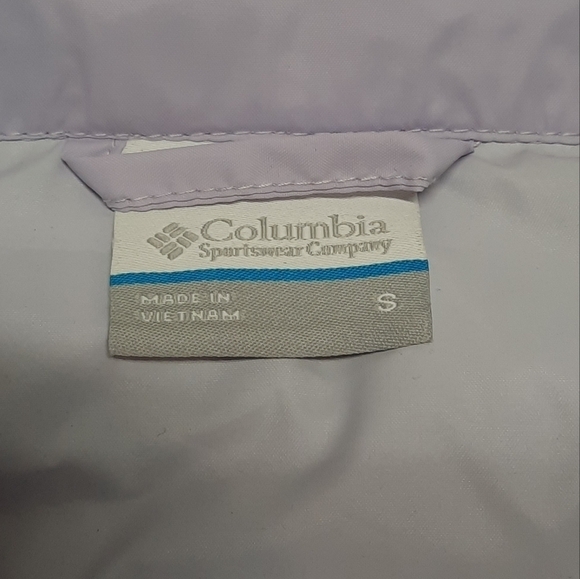 Columbia
Sportswear Company
MADE IN
VIETNAM
S